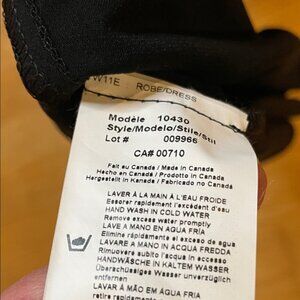 W11E ROBE/DRESS
Modèle 10430
Style/Modelo/Stile/Stil
Lot # 009966
CA# 00710
Fait au Canada / Made in Canada
Hecho en Canada / Prodotto in Canada
Hergestellt in Kanada / Fabricado no Canadá
LAVER À LA MAIN À L'EAU FROIDE
Essorer rapidement l'excédent d'eau
HAND WASH IN COLD WATER
Remove excess water promptly
LAVE A MANO EN AGUA FRIA
Elimine rápidamente el exceso de agua
LAVARE A MANO IN ACQUA FREDDA
Rimuovere subito l'acqua in eccesso
HANDWÄSCHE IN KALTEM WASSER
Überschüssiges Wasser unverzüglich
entfernen
LAVAR À MÃO EM ÁGUA FRIA